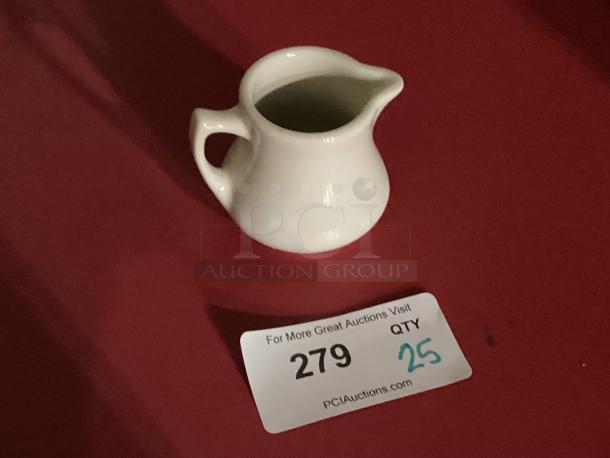 PCI
AUCTION GROUP
For More Great Auctions Visit
279 QTY 25
PCIAuctions.com